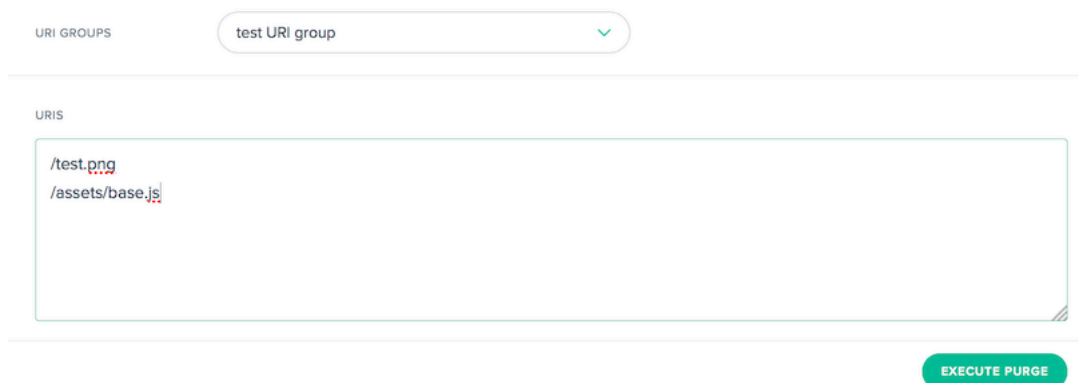 URI GROUPS
test URI group
URIS
/test.png
/assets/base.js
EXECUTE PURGE